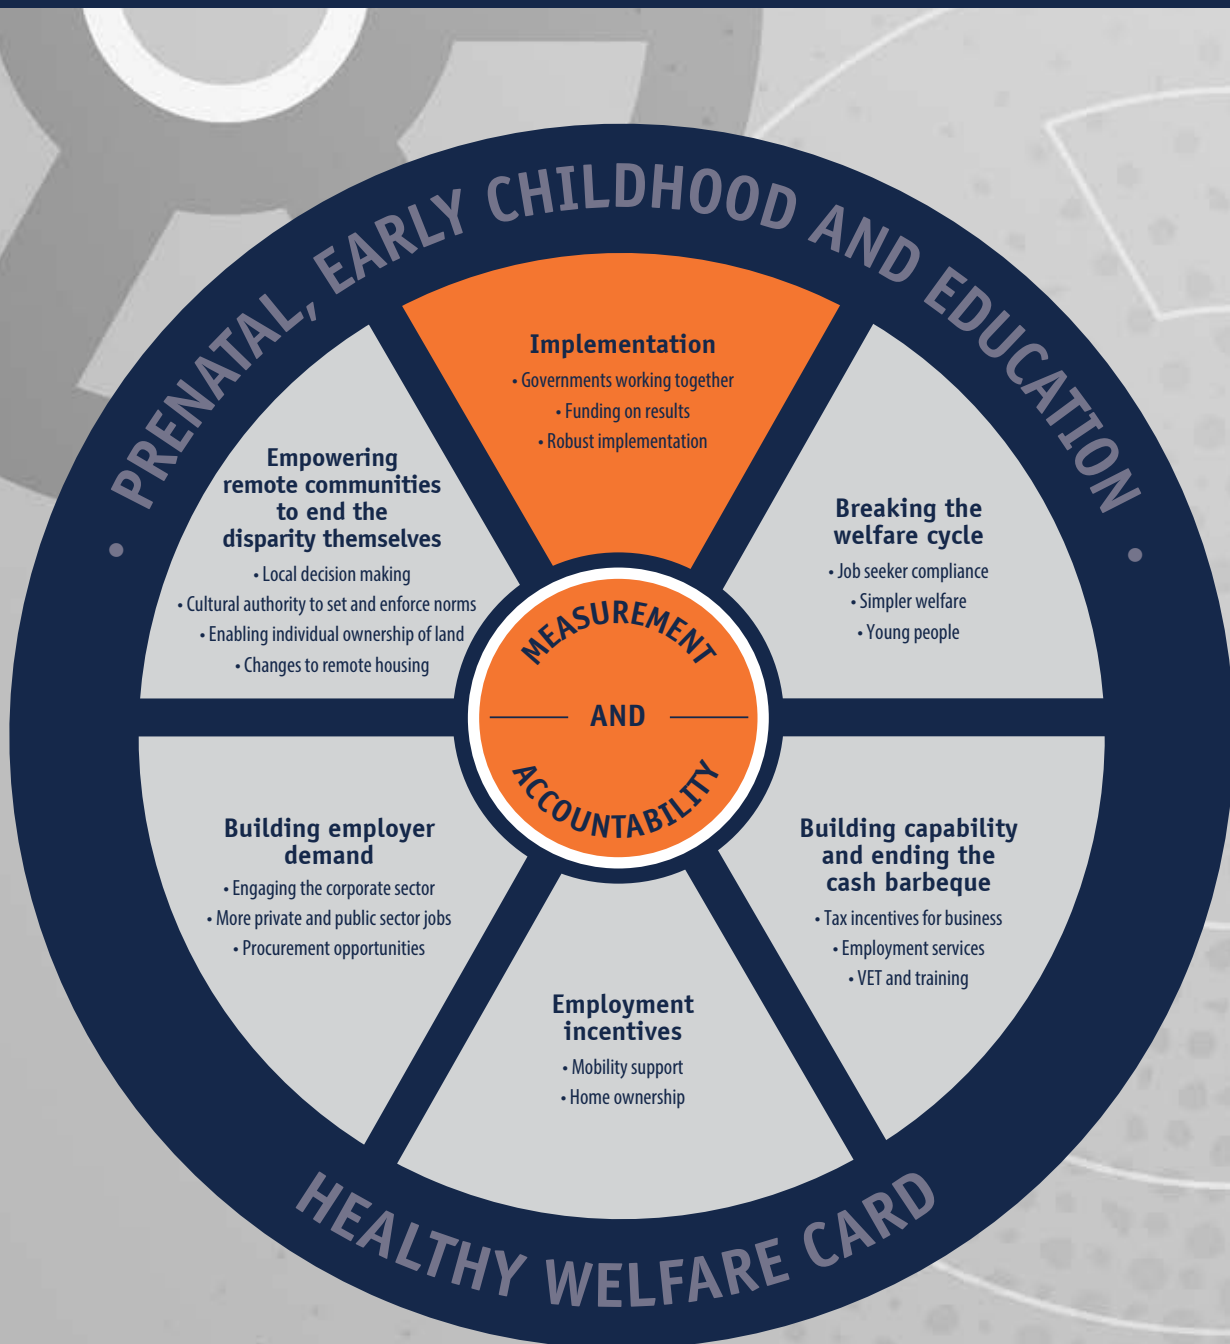 PRENATAL, EARLY CHILDHOOD AND EDUCATION
Implementation
• Governments working together
• Funding on results
• Robust implementation
Empowering
remote communities
to end the
disparity themselves
• Local decision making
• Cultural authority to set and enforce norms
• Enabling individual ownership of land
• Changes to remote housing
Breaking the
welfare cycle
• Job seeker compliance
• Simpler welfare
• Young people
MEASUREMENT
AND
ACCOUNTABILITY
Building employer
demand
• Engaging the corporate sector
• More private and public sector jobs
• Procurement opportunities
Building capability
and ending the
cash barbeque
• Tax incentives for business
• Employment services
• VET and training
Employment
incentives
• Mobility support
• Home ownership
HEALTHY WELFARE CARD